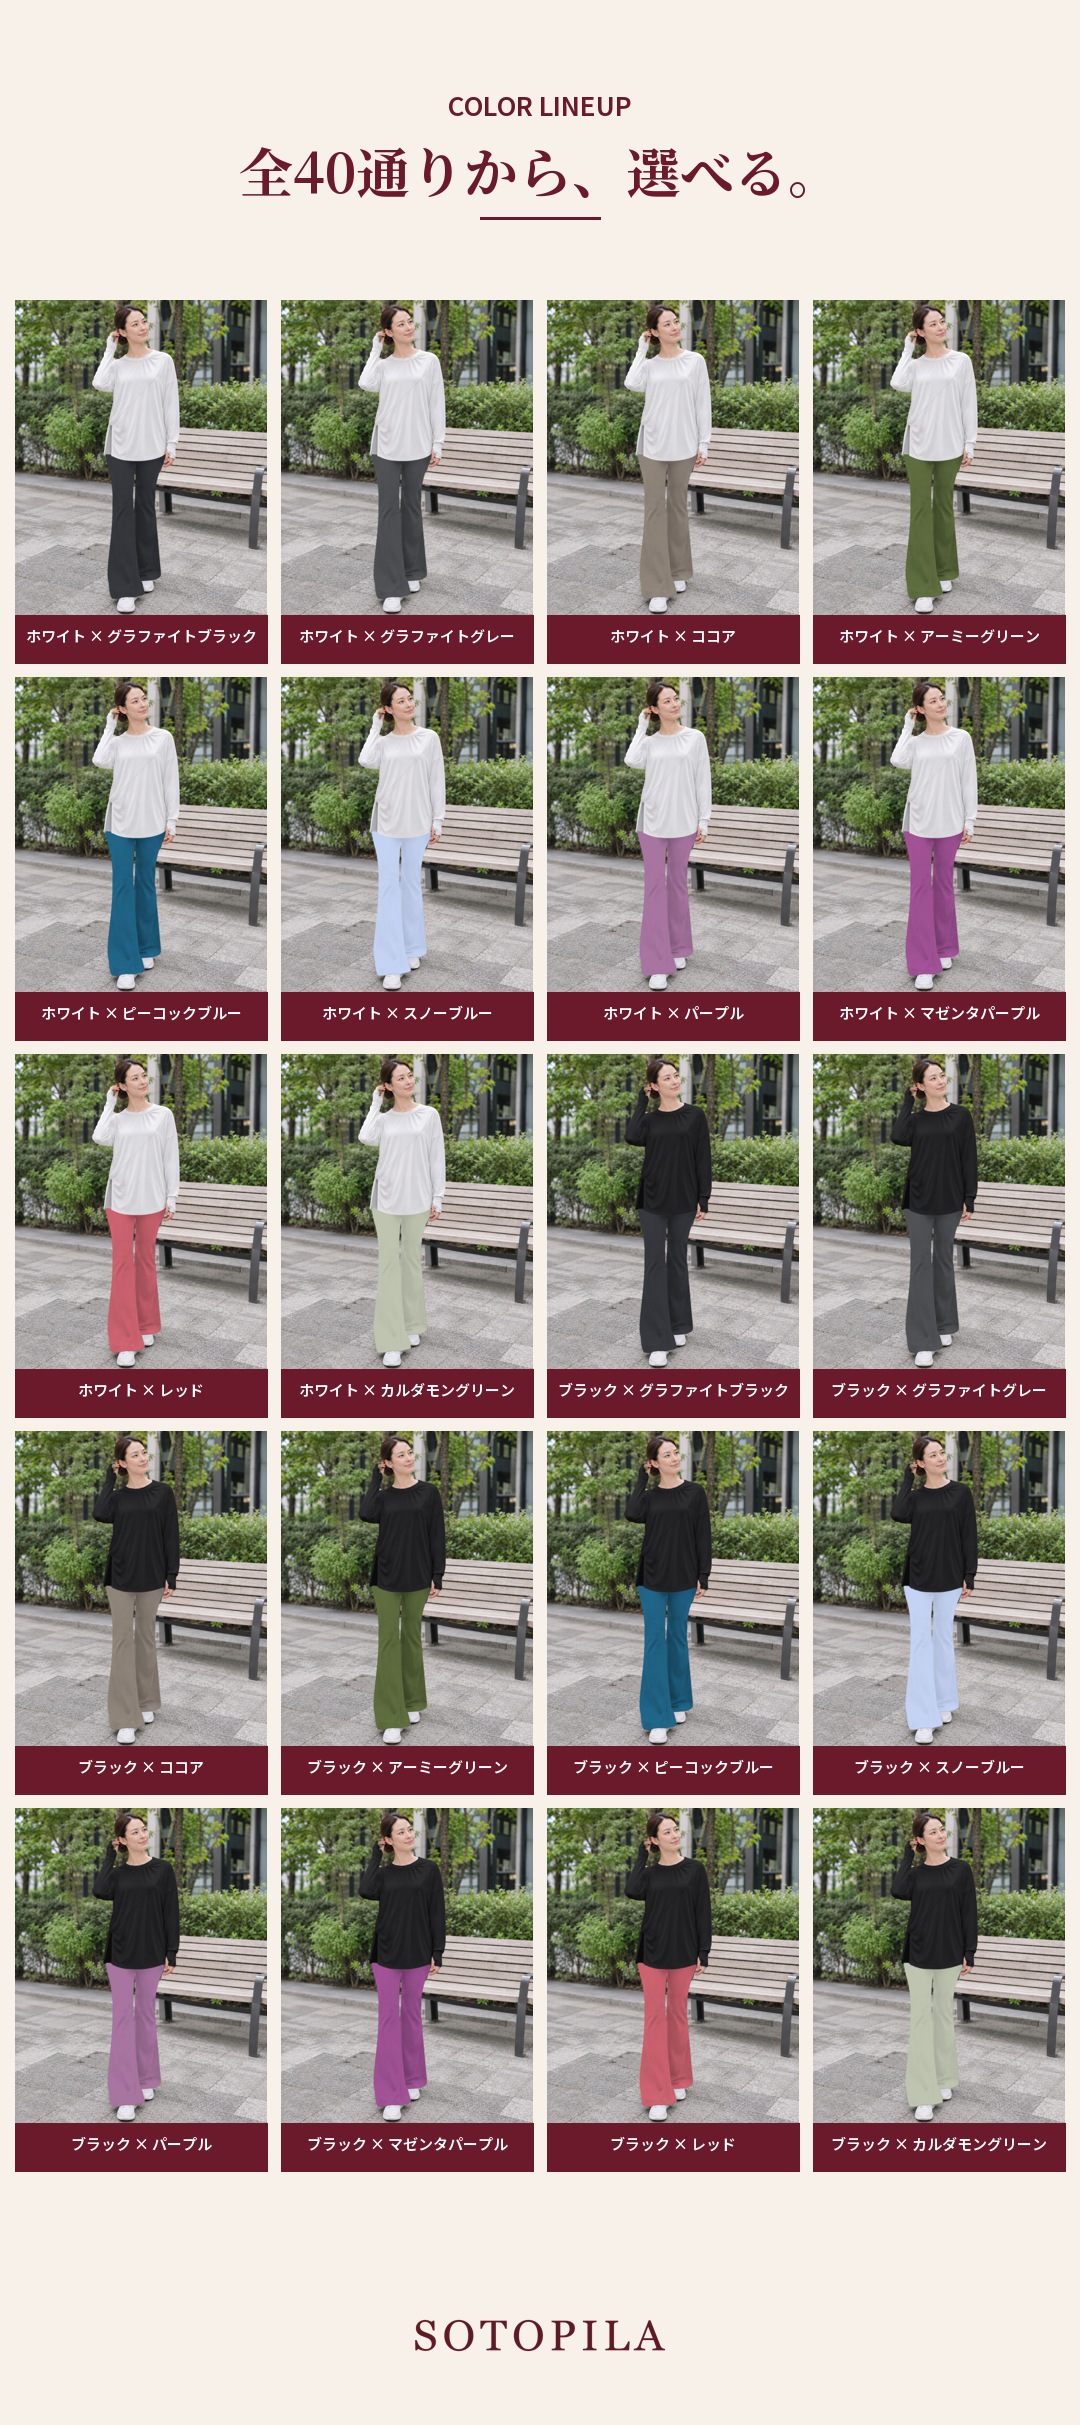 COLOR LINEUP
全40通りから、選べる。
ホワイト × グラファイトブラック
ホワイト × グラファイトグレー
ホワイト × ココア
ホワイト × アーミーグリーン
ホワイト × ピーコックブルー
ホワイト × スノーブルー
ホワイト × パープル
ホワイト × マゼンタパープル
ホワイト × レッド
ホワイト × カルダモングリーン
ブラック × グラファイトブラック
ブラック × グラファイトグレー
ブラック × ココア
ブラック × アーミーグリーン
ブラック × ピーコックブルー
ブラック × スノーブルー
ブラック × パープル
ブラック × マゼンタパープル
ブラック × レッド
ブラック × カルダモングリーン
SOTOPILA